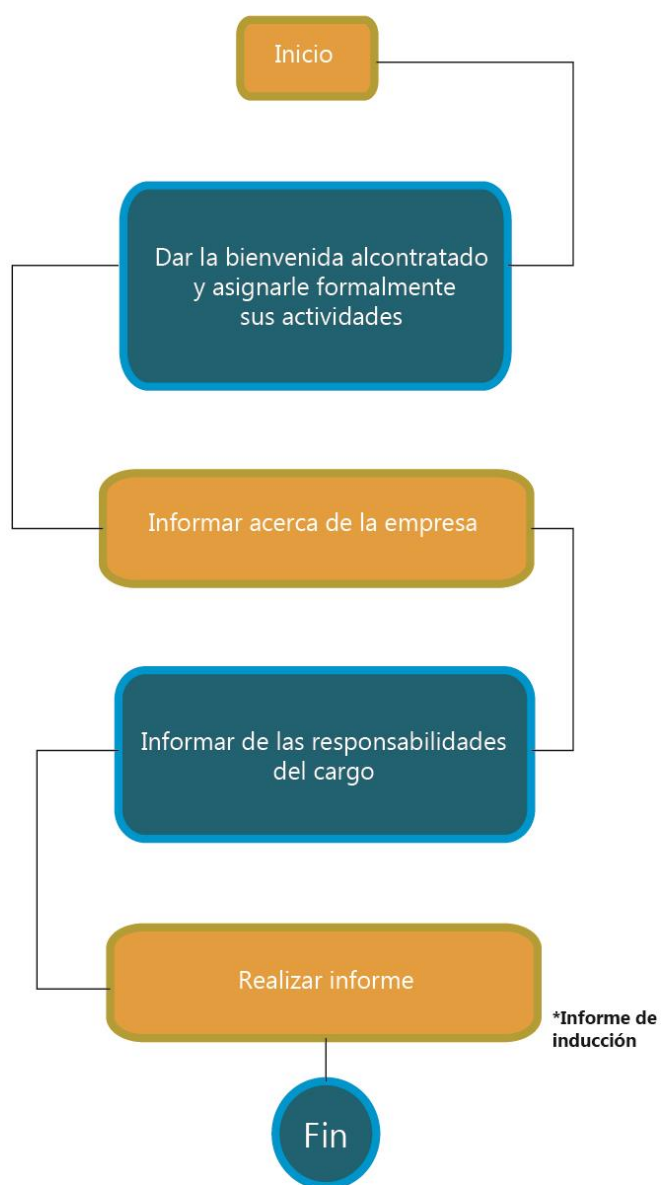 Inicio
Dar la bienvenida alcontratado
y asignarle formalmente
sus actividades
Informar acerca de la empresa
Informar de las responsabilidades
del cargo
Realizar informe
*Informe de
inducción
Fin